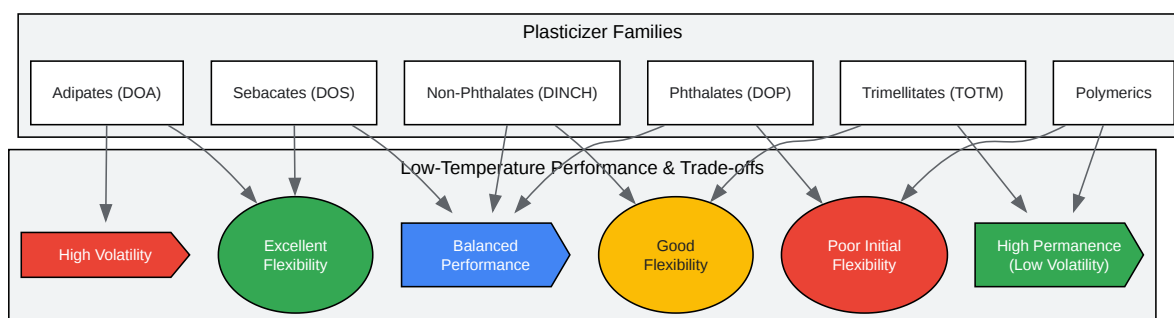 Plasticizer Families
Adipates (DOA)
Sebacates (DOS)
Non-Phthalates (DINCH)
Phthalates (DOP)
Trimellitates (TOTM)
Polymerics
Low-Temperature Performance & Trade-offs
High Volatility
Excellent
Flexibility
Balanced
Performance
Good
Flexibility
Poor Initial
Flexibility
High Permanence
(Low Volatility)